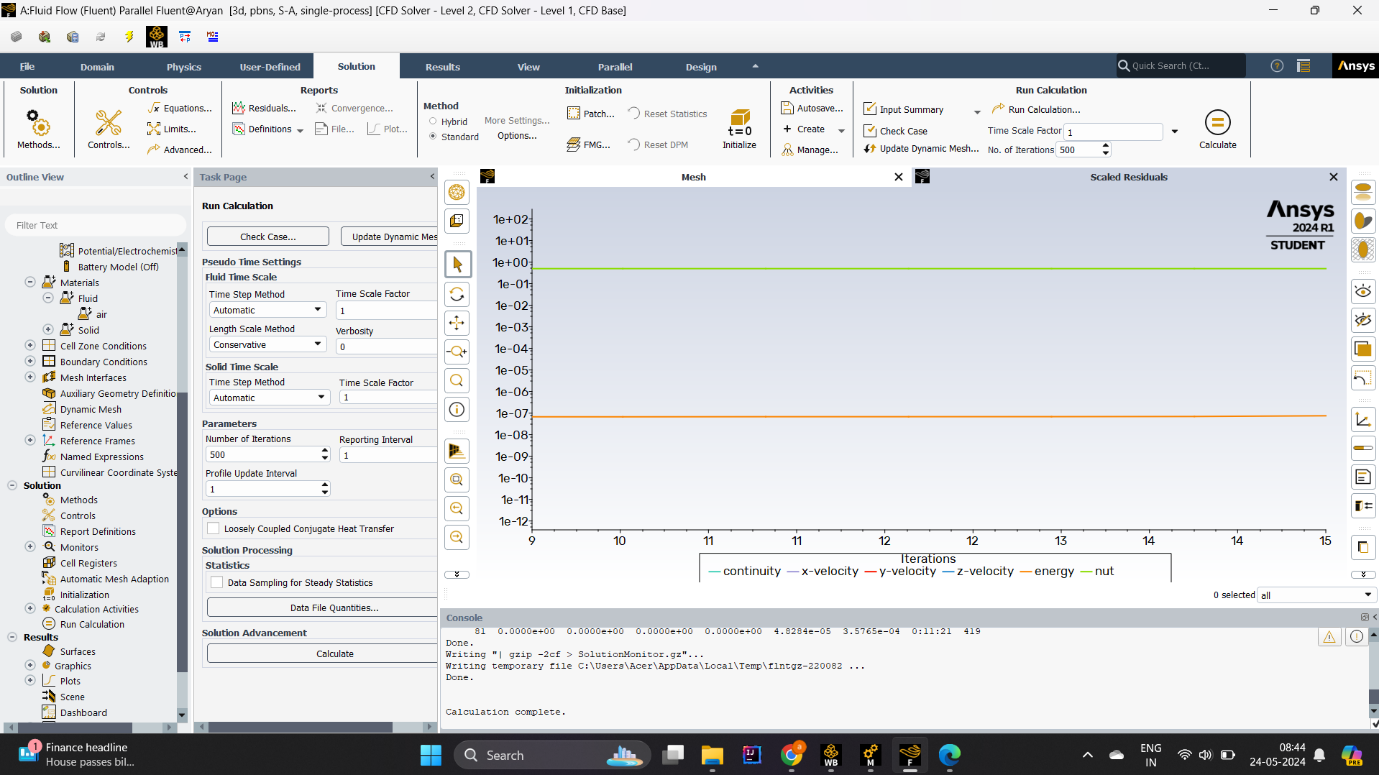 A:Fluid Flow (Fluent) Parallel Fluent@Aryan [3d, pbns, S-A, single-process] [CFD Solver - Level 2, CFD Solver - Level 1, CFD Base]
WB
File Domain Physics User-Defined Solution Results View Parallel Design Quick Search (Ct... Ansys
Solution
Methods...
Controls
Controls...
Equations...
Limits...
Advanced...
Reports
Residuals... Convergence...
Definitions File... Plot...
Initialization
Method
Hybrid
Standard
More Settings...
Options...
Patch... Reset Statistics
FMG... Reset DPM
t=0
Initialize
Activities
Autosave...
Create
Manage...
Run Calculation
Input Summary Run Calculation...
Check Case Time Scale Factor 1
Update Dynamic Mesh... No. of Iterations 500
Calculate
Outline View
Filter Text
Potential/Electrochemist
Battery Model (Off)
Materials
Fluid
air
Solid
Cell Zone Conditions
Boundary Conditions
Mesh Interfaces
Auxiliary Geometry Definitio
Dynamic Mesh
Reference Values
Reference Frames
Named Expressions
Curvilinear Coordinate Syste
Solution
Methods
Controls
Report Definitions
Monitors
Cell Registers
Automatic Mesh Adaption
Initialization
Calculation Activities
Run Calculation
Results
Surfaces
Graphics
Plots
Scene
Dashboard
Task Page
Run Calculation
Check Case... Update Dynamic Mes
Pseudo Time Settings
Fluid Time Scale
Time Step Method Time Scale Factor
Automatic 1
Length Scale Method Verbosity
Conservative 0
Solid Time Scale
Time Step Method Time Scale Factor
Automatic 1
Parameters
Number of Iterations Reporting Interval
500 1
Profile Update Interval
1
Options
Loosely Coupled Conjugate Heat Transfer
Solution Processing
Statistics
Data Sampling for Steady Statistics
Data File Quantities...
Solution Advancement
Calculate
Mesh Scaled Residuals
Ansys
2024 R1
STUDENT
1e+02
1e+01
1e+00
1e-01
1e-02
1e-03
1e-04
1e-05
1e-06
1e-07
1e-08
1e-09
1e-10
1e-11
1e-12
9 10 11 11 12 12 13 14 14 15
Iterations
continuity x-velocity y-velocity z-velocity energy nut
0 selected all
Console
81 0.0000e+00 0.0000e+00 0.0000e+00 0.0000e+00 4.8284e-05 3.5765e-04 0:11:21 419
Done.
Writing "| gzip -2cf > SolutionMonitor.gz"...
Writing temporary file C:\Users\Acer\AppData\Local\Temp\flntgz-220082 ...
Done.
Calculation complete.
1
Finance headline
House passes bil...
Search
WB M F
ENG
IN
08:44
24-05-2024
PRE